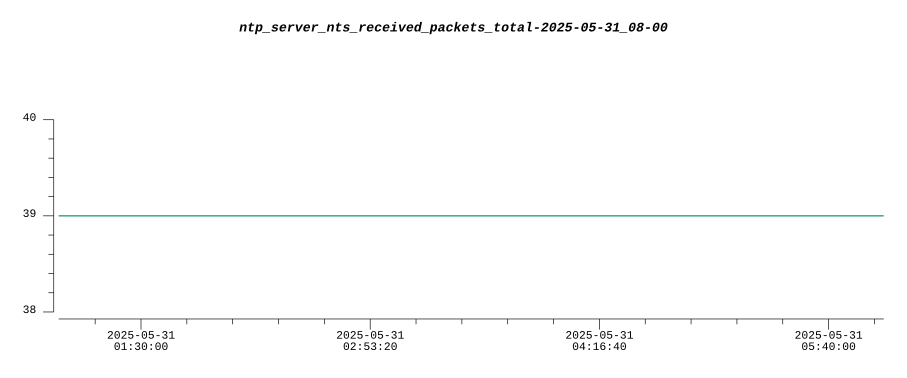 ntp_server_nts_received_packets_total-2025-05-31_08-00
40
39
38
2025-05-31 2025-05-31 2025-05-31 2025-05-31
01:30:00 02:53:20 04:16:40 05:40:00